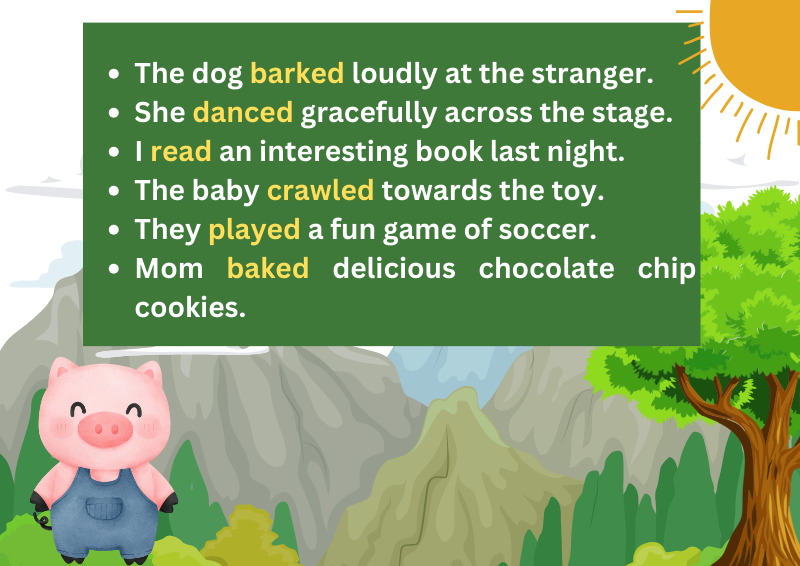 • The dog barked loudly at the stranger.
• She danced gracefully across the stage.
• I read an interesting book last night.
• The baby crawled towards the toy.
• They played a fun game of soccer.
• Mom baked delicious chocolate chip
cookies.